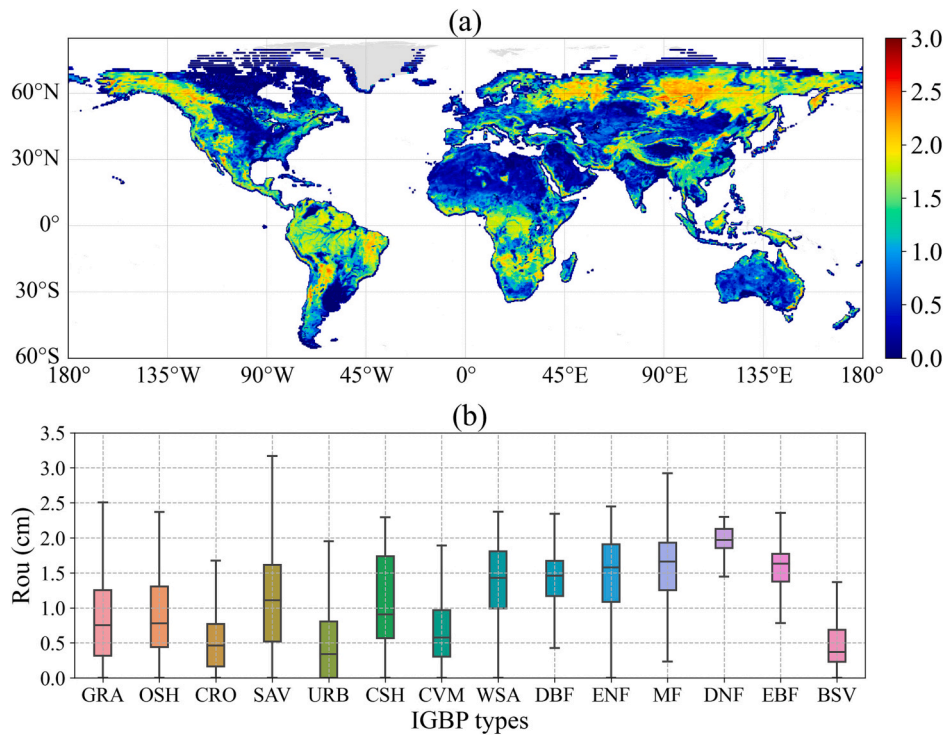 (a)
3.0
60°N
2.5
30°N
2.0
0°
1.5
1.0
30°S
0.5
60°S
0.0
180° 135°W 90°W 45°W 0° 45°E 90°E 135°E 180°
(b)
3.5
3.0
2.5
2.0
1.5
1.0
0.5
0.0
Rou (cm)
GRA OSH CRO SAV URB CSH CVM WSA DBF ENF MF DNF EBF BSV
IGBP types